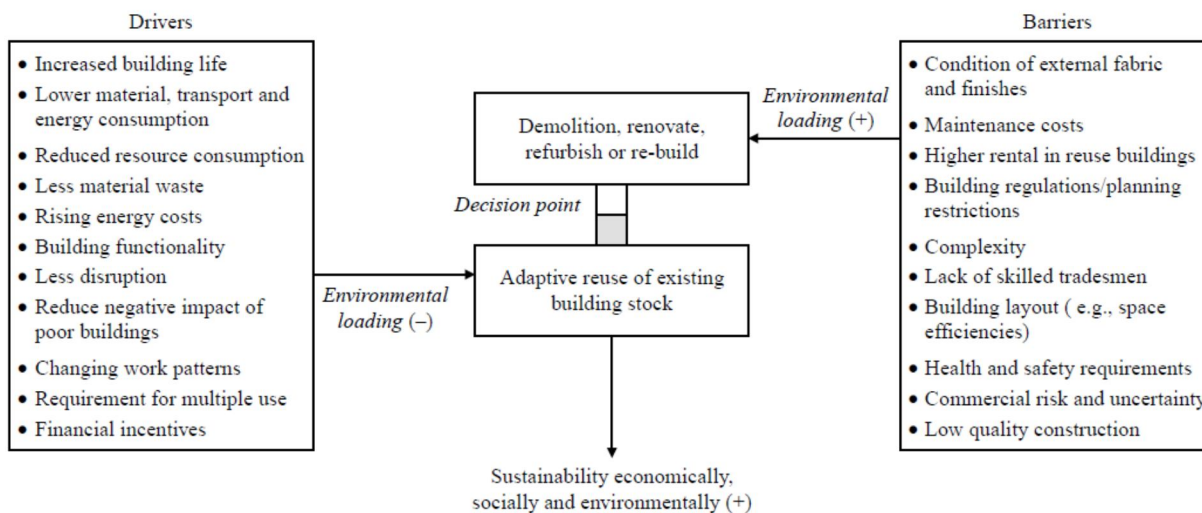 Drivers
• Increased building life
• Lower material, transport and
energy consumption
• Reduced resource consumption
• Less material waste
• Rising energy costs
• Building functionality
• Less disruption
• Reduce negative impact of
poor buildings
• Changing work patterns
• Requirement for multiple use
• Financial incentives
Environmental
loading (–)
Demolition, renovate,
refurbish or re-build
Decision point
Adaptive reuse of existing
building stock
Sustainability economically,
socially and environmentally (+)
Environmental
loading (+)
Barriers
• Condition of external fabric
and finishes
• Maintenance costs
• Higher rental in reuse buildings
• Building regulations/planning
restrictions
• Complexity
• Lack of skilled tradesmen
• Building layout ( e.g., space
efficiencies)
• Health and safety requirements
• Commercial risk and uncertainty
• Low quality construction